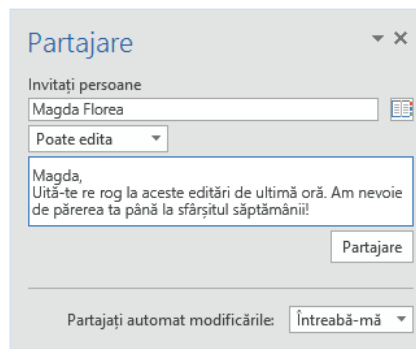 Partajare
Invitați persoane
Magda Florea
Poate edita
Magda,
Uită-te re rog la aceste editări de ultimă oră. Am nevoie
de părerea ta până la sfârșitul săptămânii!
Partajare
Partajați automat modificările: Întreabă-mă